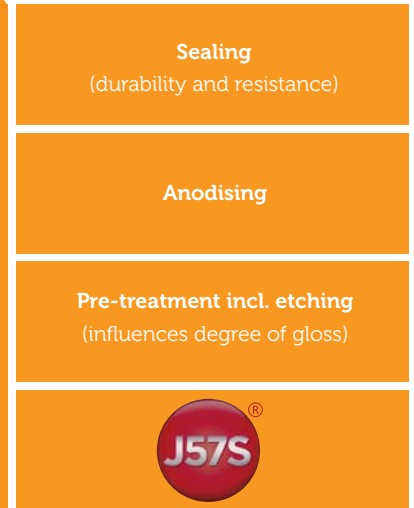 Sealing
(durability and resistance)
Anodising
Pre-treatment incl. etching
(influences degree of gloss)
J57S®